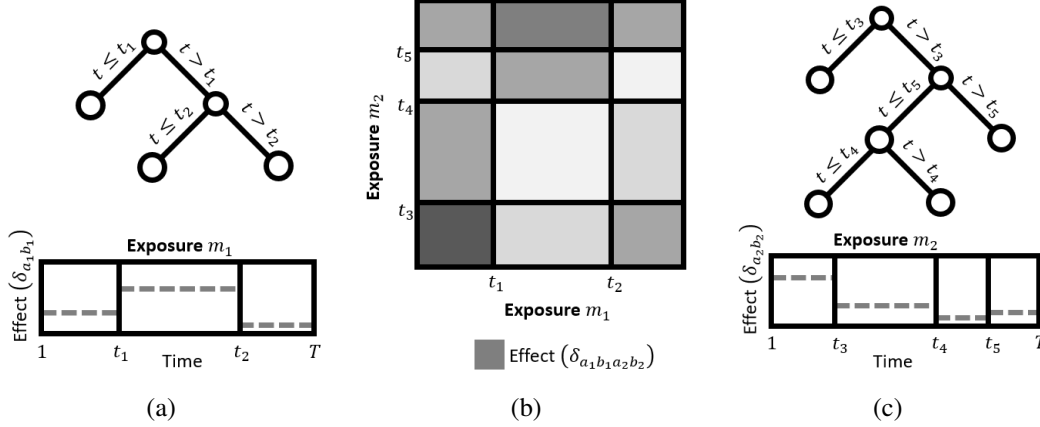 t ≤ t₁
t > t₁
t ≤ t₂
t > t₂
Exposure m₁
Effect (δ_{a₁b₁})
1
t₁
t₂
T
Time
(a)
Exposure m₂
t₅
t₄
t₃
t₁
t₂
Exposure m₁
Effect (δ_{a₁b₁a₂b₂})
(b)
t ≤ t₃
t > t₃
t ≤ t₅
t > t₅
t ≤ t₄
t > t₄
Exposure m₂
Effect (δ_{a₂b₂})
1
t₃
t₄
t₅
T
Time
(c)